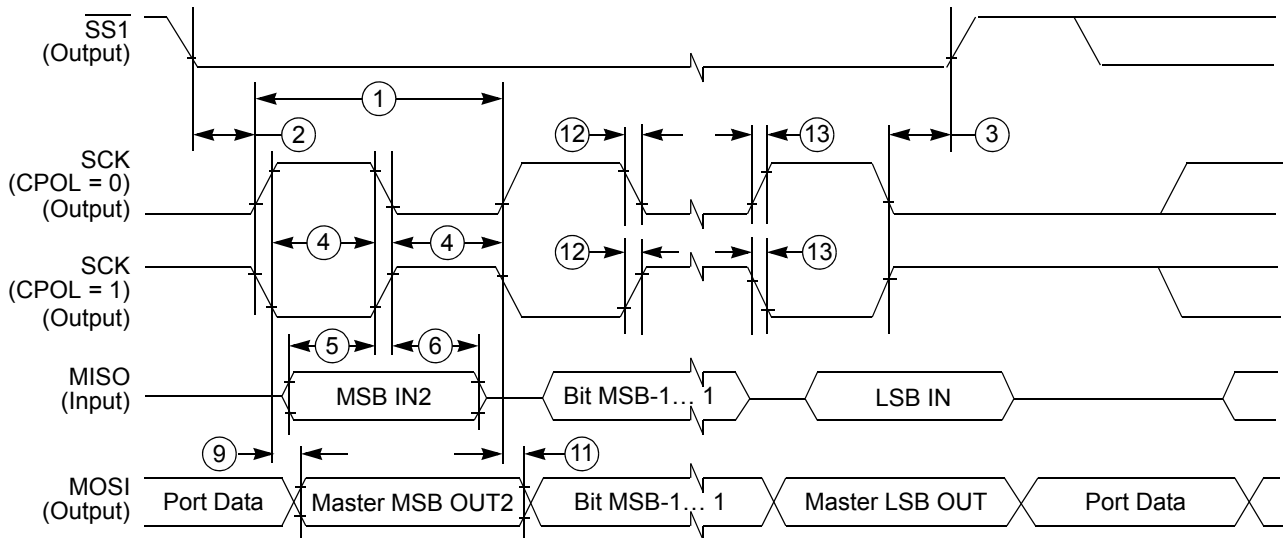 SS1
(Output)
1
2
12
13
3
SCK
(CPOL = 0)
(Output)
4
4
12
13
SCK
(CPOL = 1)
(Output)
5
6
MISO
(Input)
MSB IN2
Bit MSB-1… 1
LSB IN
9
11
MOSI
(Output)
Port Data
Master MSB OUT2
Bit MSB-1… 1
Master LSB OUT
Port Data